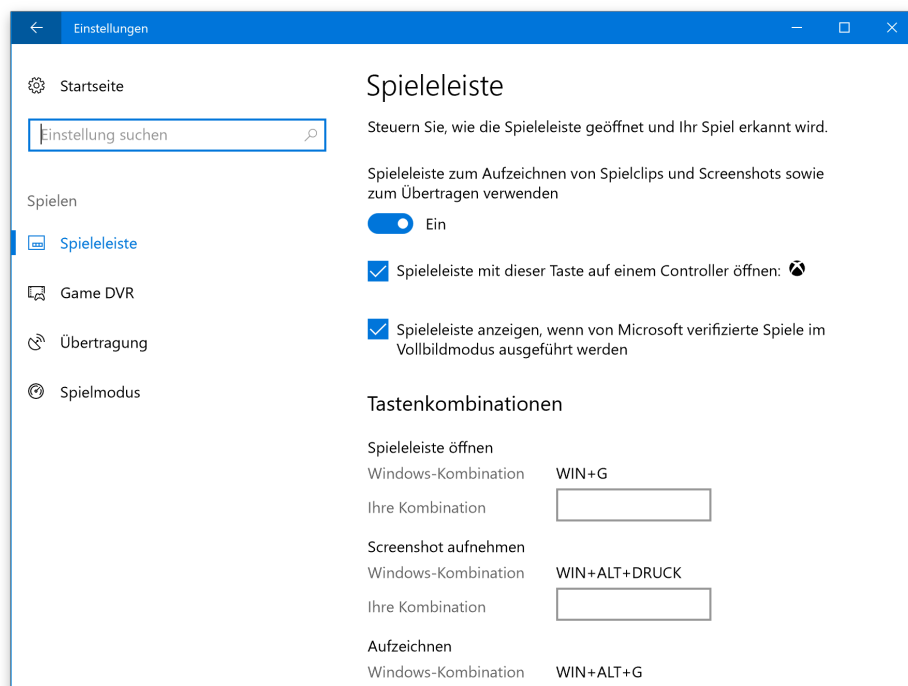 Einstellungen
Startseite
Einstellung suchen
Spielen
Spieleleiste
Game DVR
Übertragung
Spielmodus
Spieleleiste
Steuern Sie, wie die Spieleleiste geöffnet und Ihr Spiel erkannt wird.
Spieleleiste zum Aufzeichnen von Spielclips und Screenshots sowie
zum Übertragen verwenden
Ein
Spieleleiste mit dieser Taste auf einem Controller öffnen:
Spieleleiste anzeigen, wenn von Microsoft verifizierte Spiele im
Vollbildmodus ausgeführt werden
Tastenkombinationen
Spieleleiste öffnen
Windows-Kombination WIN+G
Ihre Kombination
Screenshot aufnehmen
Windows-Kombination WIN+ALT+DRUCK
Ihre Kombination
Aufzeichnen
Windows-Kombination WIN+ALT+G